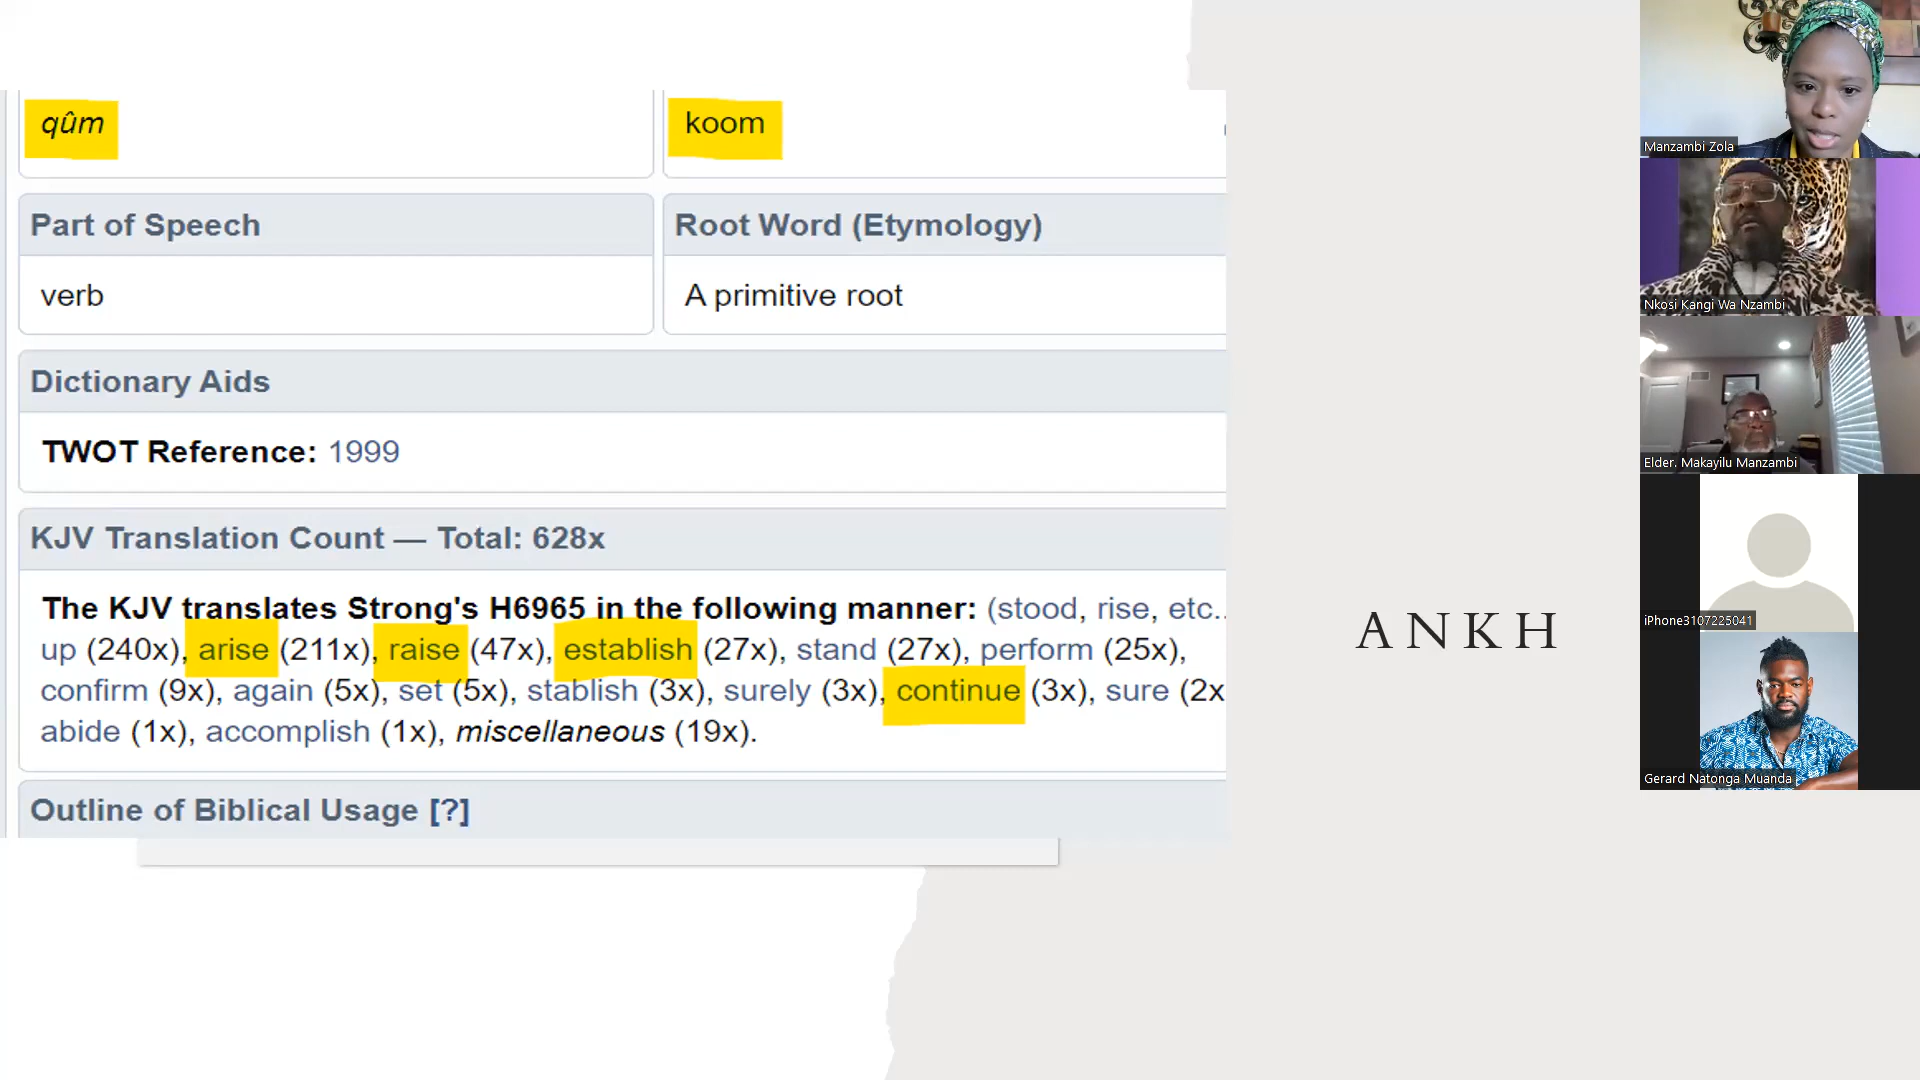 qûm
koom
Part of Speech
Root Word (Etymology)
verb
A primitive root
Dictionary Aids
TWOT Reference: 1999
KJV Translation Count — Total: 628x
The KJV translates Strong's H6965 in the following manner: (stood, rise, etc..
up (240x), arise (211x), raise (47x), establish (27x), stand (27x), perform (25x),
confirm (9x), again (5x), set (5x), stablish (3x), surely (3x), continue (3x), sure (2x
abide (1x), accomplish (1x), miscellaneous (19x).
Outline of Biblical Usage [?]
ANKH
Manzambi Zola
Nkosi Kangi Wa Nzambi
Elder. Makayilu Manzambi
iPhone3107225041
Gerard Natonga Muanda